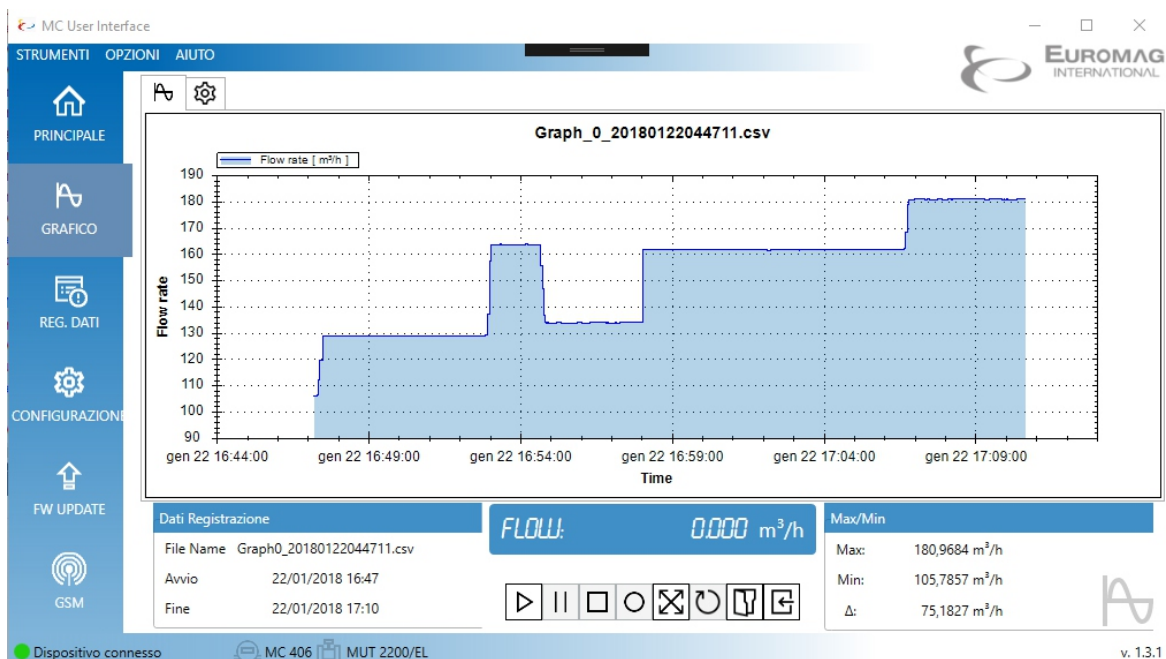 MC User Interface
STRUMENTI OPZIONI AIUTO
EUROMAG
INTERNATIONAL
PRINCIPALE
GRAFICO
REG. DATI
CONFIGURAZIONE
FW UPDATE
GSM
Graph_0_20180122044711.csv
Flow rate [ m³/h ]
190
180
170
160
150
140
130
120
110
100
90
Flow rate
gen 22 16:44:00 gen 22 16:49:00 gen 22 16:54:00 gen 22 16:59:00 gen 22 17:04:00 gen 22 17:09:00
Time
Dati Registrazione
File Name Graph0_20180122044711.csv
Avvio 22/01/2018 16:47
Fine 22/01/2018 17:10
FLOW: 0.000 m³/h
Max/Min
Max: 180,9684 m³/h
Min: 105,7857 m³/h
Δ: 75,1827 m³/h
Dispositivo connesso MC 406 MUT 2200/EL v. 1.3.1